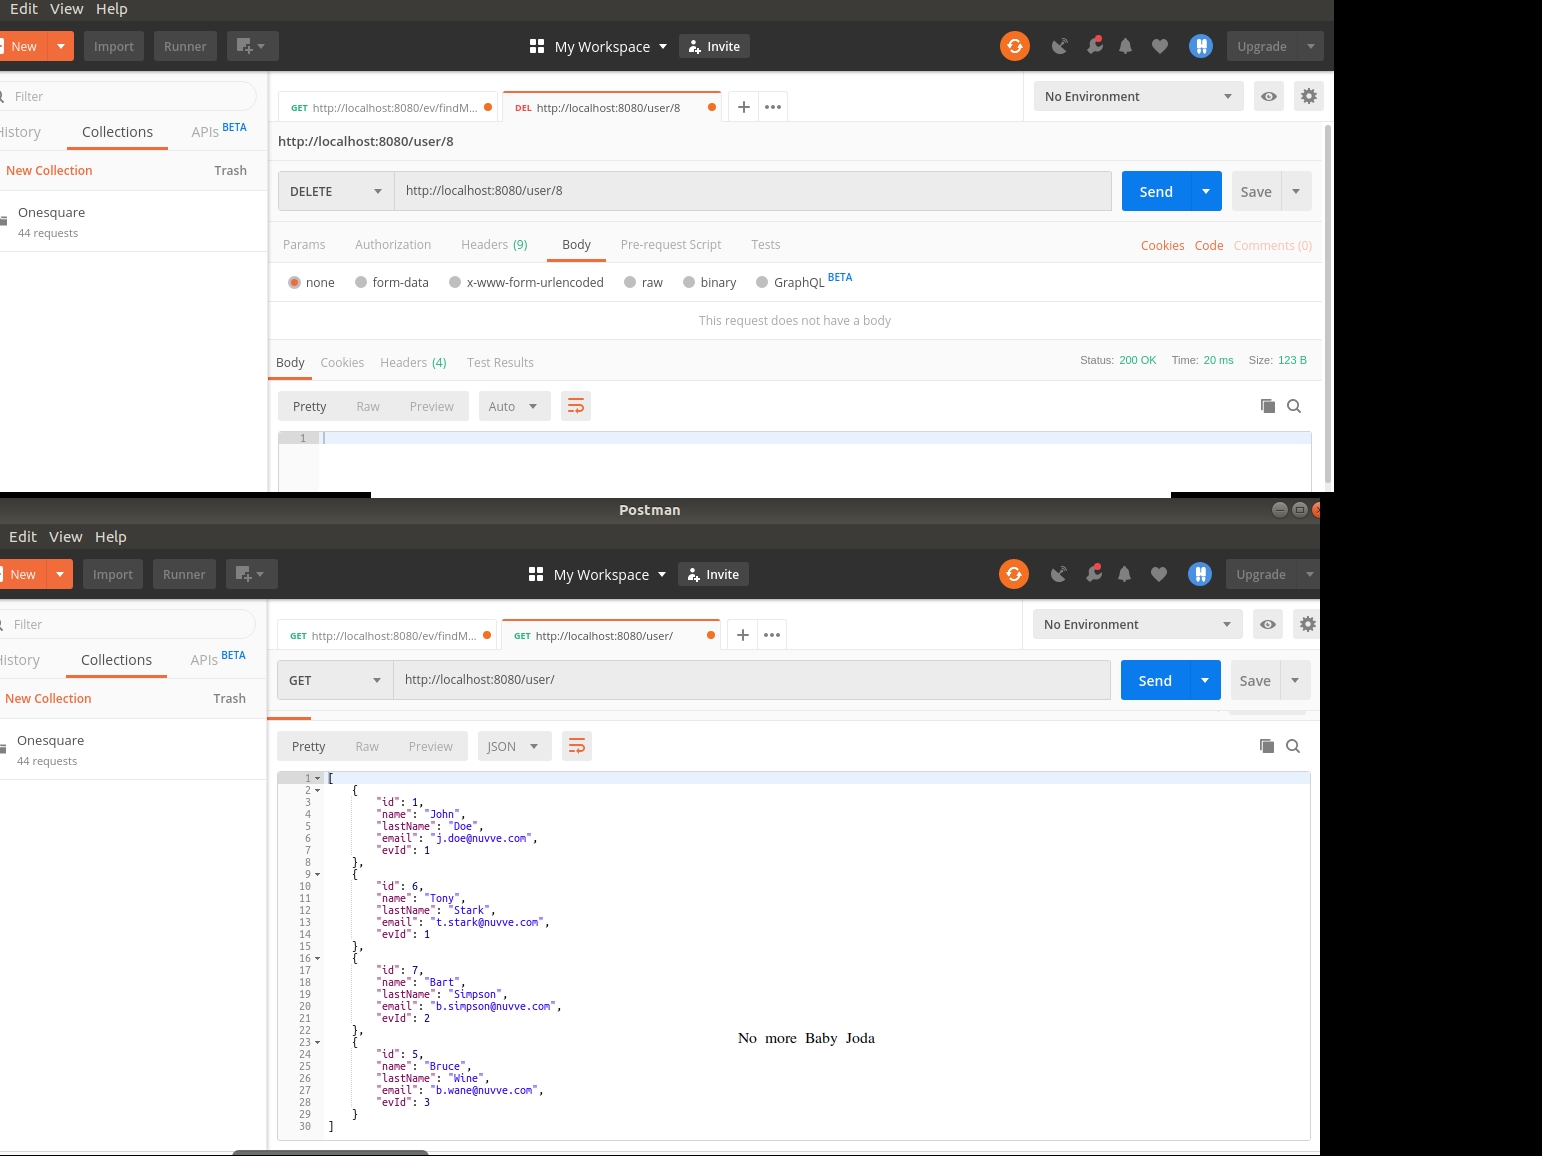 Edit View Help
New Import Runner My Workspace Invite Upgrade
Filter
History Collections APIs BETA
New Collection Trash
Onesquare
44 requests
GET http://localhost:8080/ev/findM... DEL http://localhost:8080/user/8 + ••• No Environment
http://localhost:8080/user/8
DELETE http://localhost:8080/user/8 Send Save
Params Authorization Headers (9) Body Pre-request Script Tests Cookies Code Comments (0)
none form-data x-www-form-urlencoded raw binary GraphQL BETA
This request does not have a body
Body Cookies Headers (4) Test Results Status: 200 OK Time: 20 ms Size: 123 B
Pretty Raw Preview Auto
1
Postman
Edit View Help
New Import Runner My Workspace Invite Upgrade
Filter
History Collections APIs BETA
New Collection Trash
Onesquare
44 requests
GET http://localhost:8080/ev/findM... GET http://localhost:8080/user/ + ••• No Environment
GET http://localhost:8080/user/ Send Save
Pretty Raw Preview JSON
1 [
2 {
3 "id": 1,
4 "name": "John",
5 "lastName": "Doe",
6 "email": "j.doe@nuvve.com",
7 "evId": 1
8 },
9 {
10 "id": 6,
11 "name": "Tony",
12 "lastName": "Stark",
13 "email": "t.stark@nuvve.com",
14 "evId": 1
15 },
16 {
17 "id": 7,
18 "name": "Bart",
19 "lastName": "Simpson",
20 "email": "b.simpson@nuvve.com",
21 "evId": 2
22 },
No more Baby Joda
23 {
24 "id": 5,
25 "name": "Bruce",
26 "lastName": "Wine",
27 "email": "b.wane@nuvve.com",
28 "evId": 3
29 }
30 ]